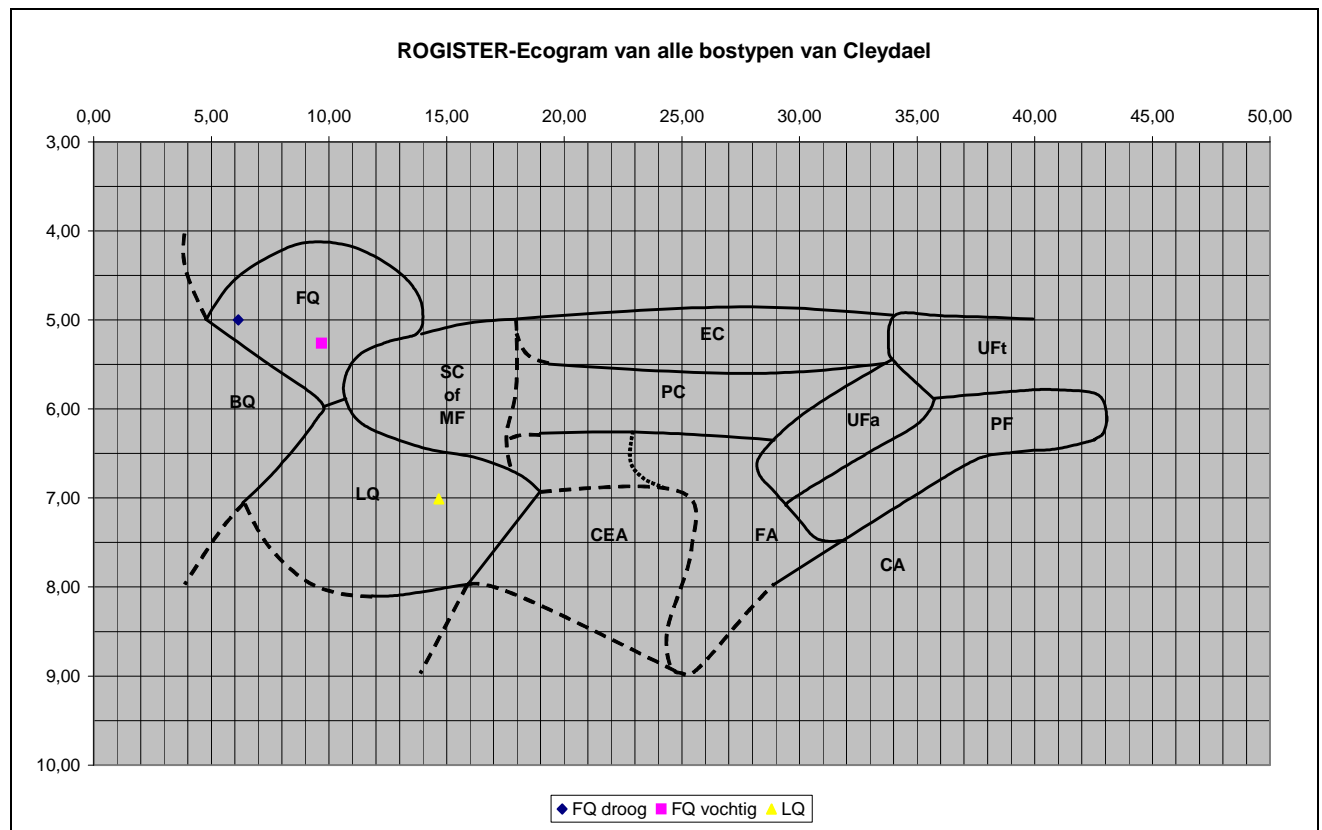 ROGISTER-Ecogram van alle bostypen van Cleydael
0,00 5,00 10,00 15,00 20,00 25,00 30,00 35,00 40,00 45,00 50,00
3,00
4,00
FQ
5,00
EC
UFt
SC
of
MF
PC
BQ
6,00
UFa
PF
LQ
7,00
CEA
FA
CA
8,00
9,00
10,00
FQ droog FQ vochtig LQ